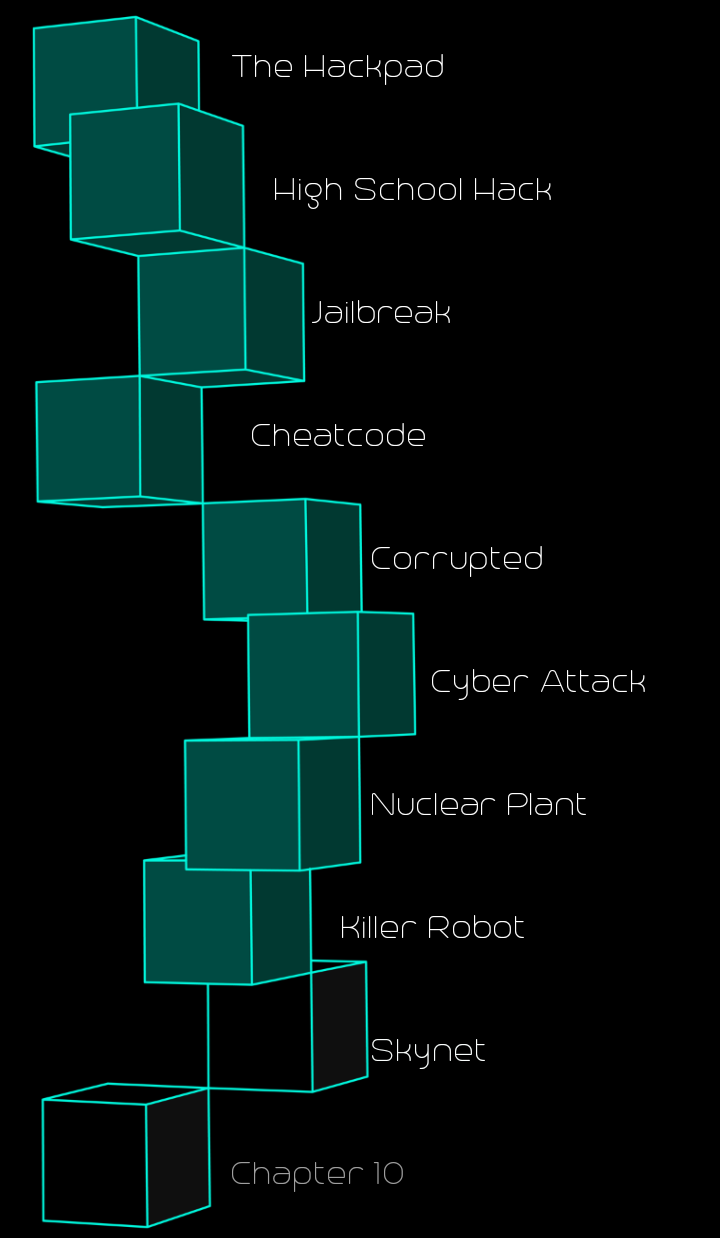 The Hackpad
High School Hack
Jailbreak
Cheatcode
Corrupted
Cyber Attack
Nuclear Plant
Killer Robot
Skynet
Chapter 10